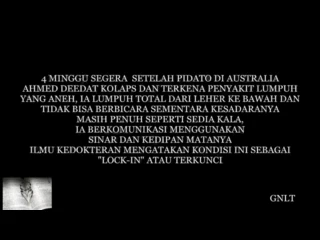 4 MINGGU SEGERA SETELAH PIDATO DI AUSTRALIA
AHMED DEEDAT KOLAPS DAN TERKENA PENYAKIT LUMPUH
YANG ANEH, IA LUMPUH TOTAL DARI LEHER KE BAWAH DAN
TIDAK BISA BERBICARA SEMENTARA KESADARANYA
MASIH PENUH SEPERTI SEDIA KALA,
IA BERKOMUNIKASI MENGGUNAKAN
SINAR DAN KEDIPAN MATANYA
ILMU KEDOKTERAN MENGATAKAN KONDISI INI SEBAGAI
"LOCK-IN" ATAU TERKUNCI
GNLT